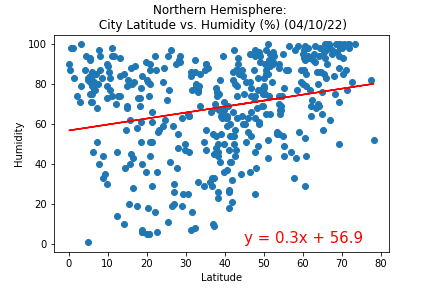 Northern Hemisphere:
City Latitude vs. Humidity (%) (04/10/22)
100
80
60
40
20
0
Humidity
y = 0.3x + 56.9
0 10 20 30 40 50 60 70 80
Latitude